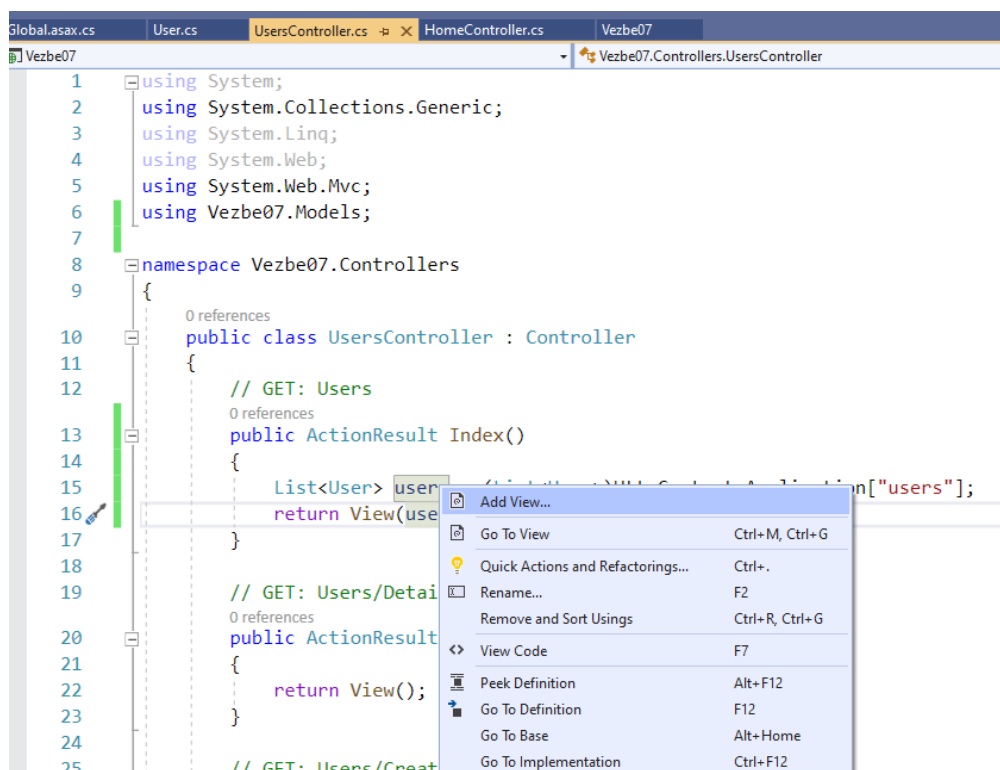 Global.asax.cs User.cs UsersController.cs HomeController.cs Vezbe07
Vezbe07 Vezbe07.Controllers.UsersController
1 using System;
2 using System.Collections.Generic;
3 using System.Linq;
4 using System.Web;
5 using System.Web.Mvc;
6 using Vezbe07.Models;
7
8 namespace Vezbe07.Controllers
9 {
0 references
10 public class UsersController : Controller
11 {
12 // GET: Users
0 references
13 public ActionResult Index()
14 {
15 List<User> user n["users"];
16 return View(use
17 }
18
19 // GET: Users/Detai
0 references
20 public ActionResult
21 {
22 return View();
23 }
24
25 // GET: Users/Creat
Add View...
Go To View Ctrl+M, Ctrl+G
Quick Actions and Refactorings... Ctrl+.
Rename... F2
Remove and Sort Usings Ctrl+R, Ctrl+G
View Code F7
Peek Definition Alt+F12
Go To Definition F12
Go To Base Alt+Home
Go To Implementation Ctrl+F12